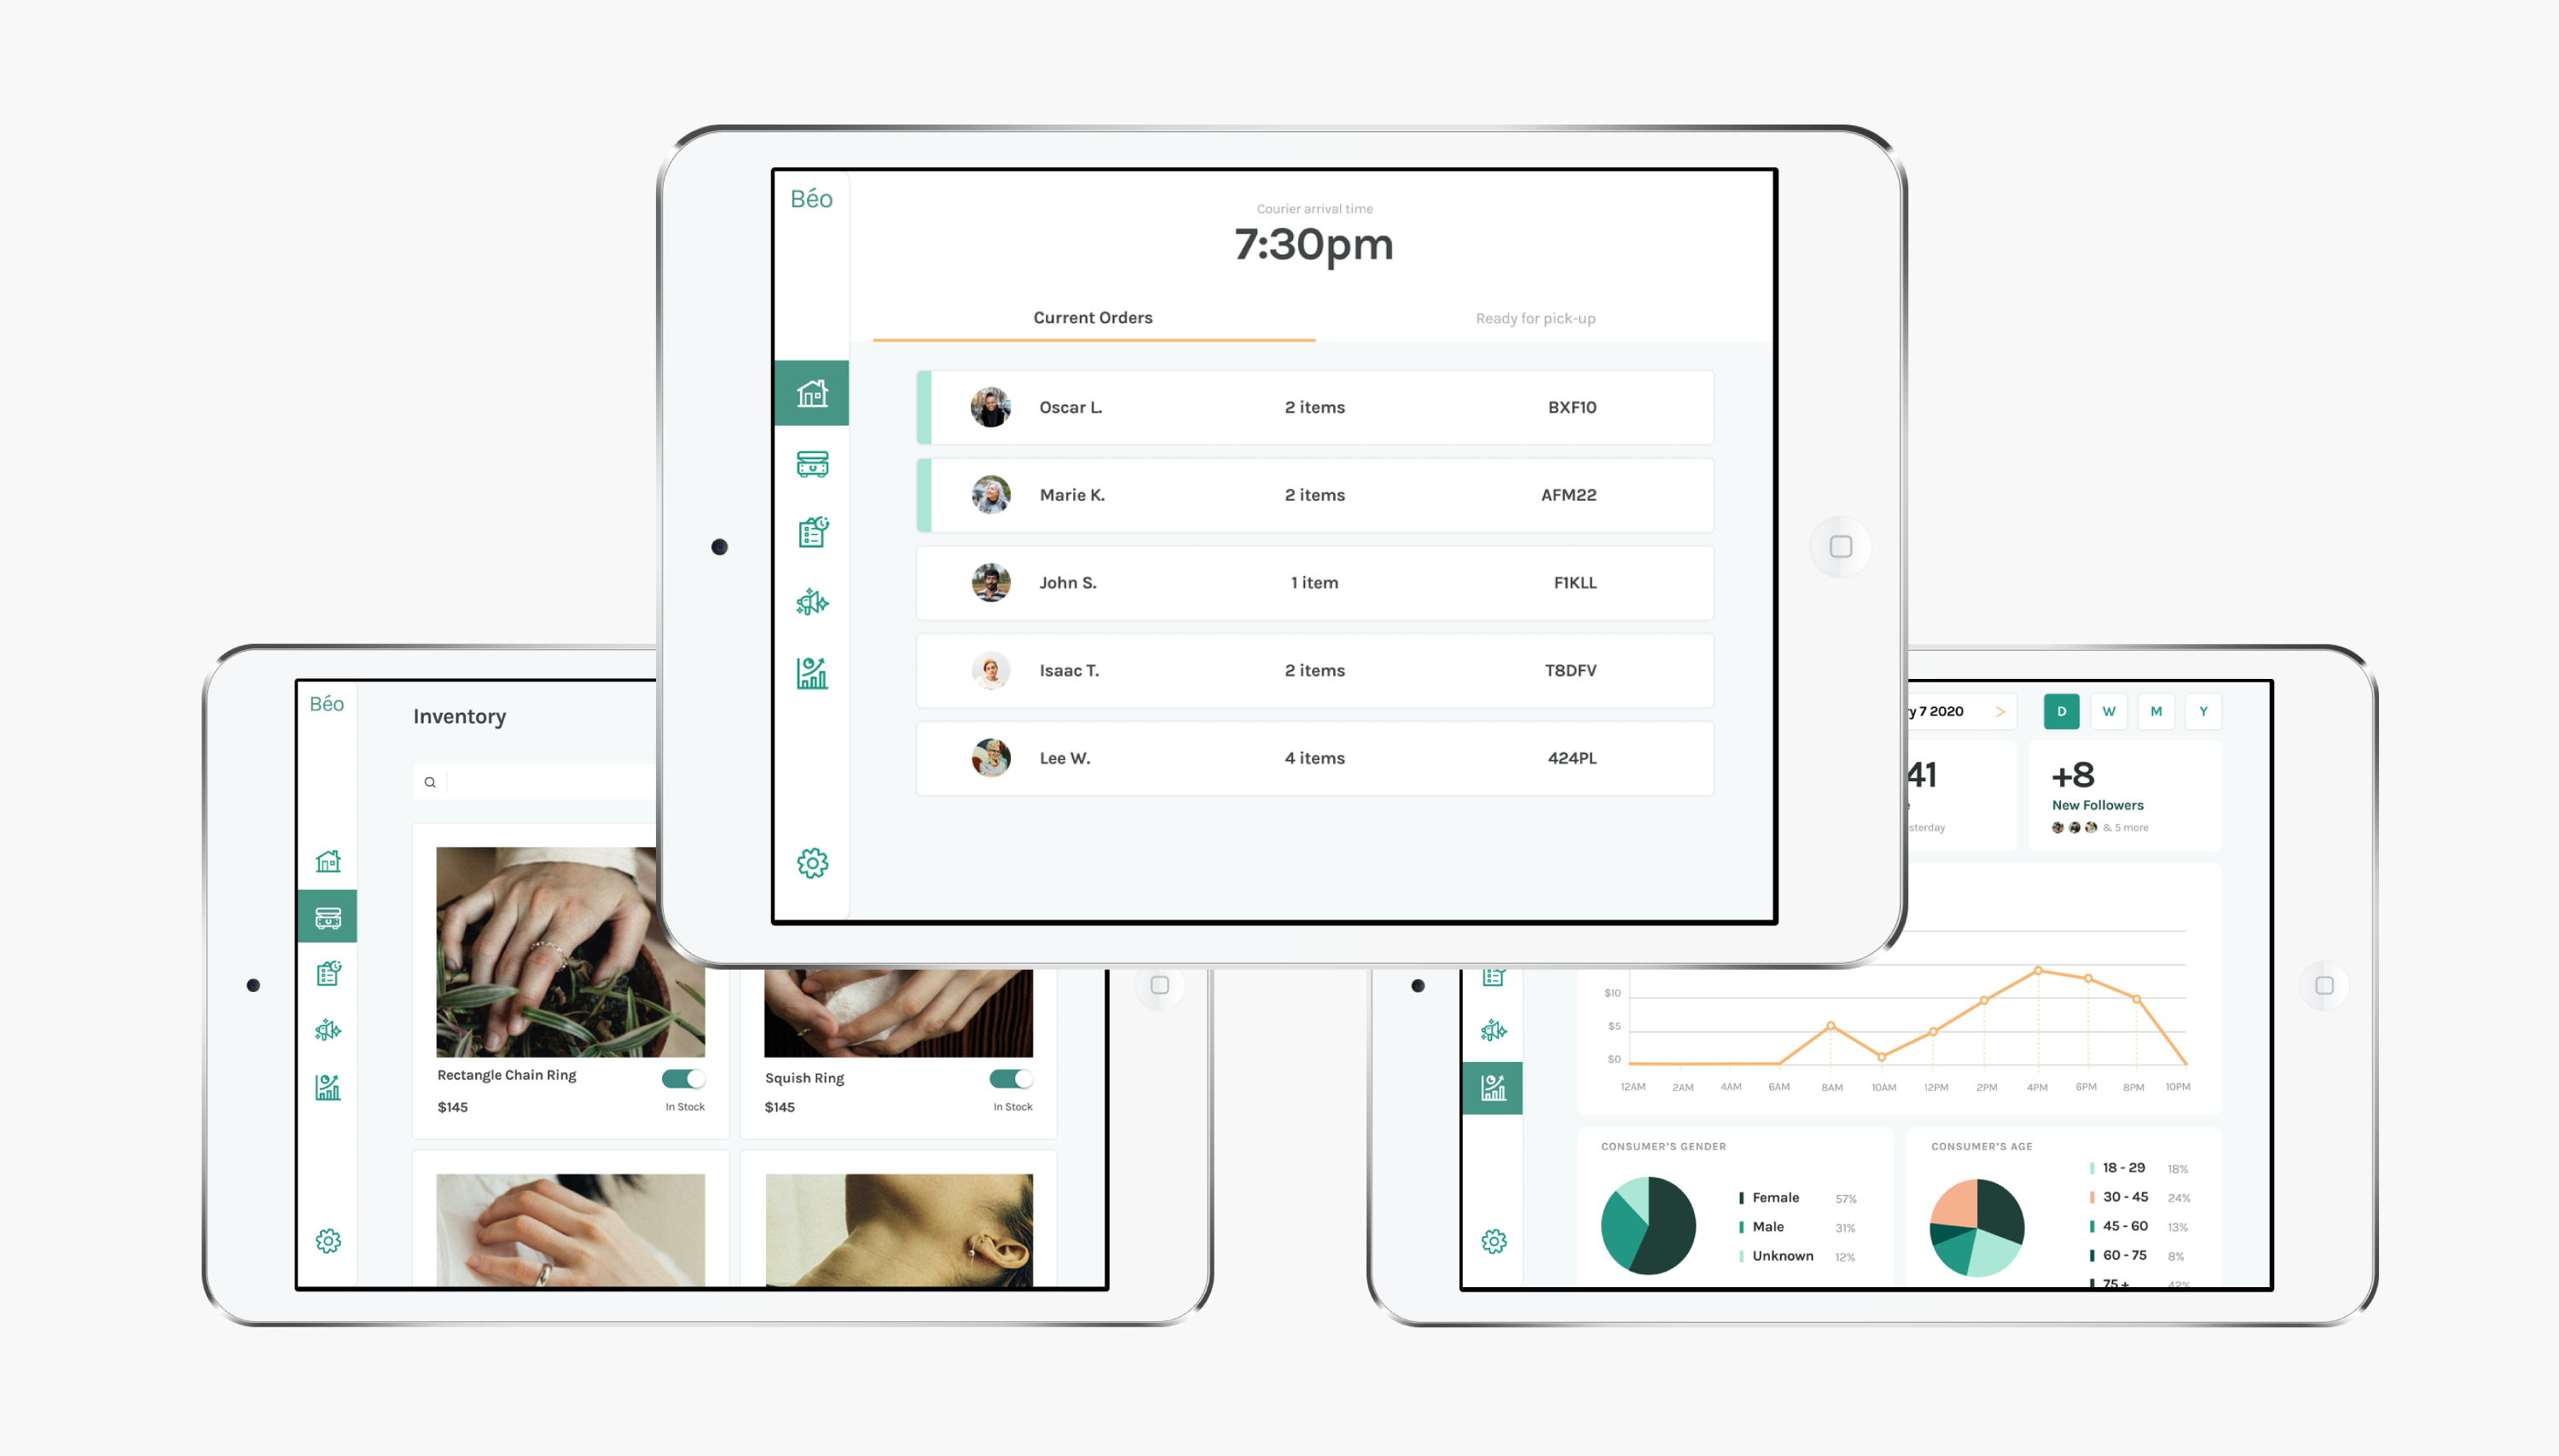 Béo
Courier arrival time
7:30pm
Current Orders
Ready for pick-up
Oscar L.
2 items
BXF10
Marie K.
2 items
AFM22
John S.
1 item
F1KLL
Isaac T.
2 items
T8DFV
Lee W.
4 items
424PL
Béo
Inventory
Rectangle Chain Ring
$145
In Stock
Squish Ring
$145
In Stock
ry 7 2020 >
D
W
M
Y
41
+8
New Followers
& 5 more
sterday
$10
$5
$0
12AM
2AM
4AM
6AM
8AM
10AM
12PM
2PM
4PM
6PM
8PM
10PM
CONSUMER'S GENDER
Female 57%
Male 31%
Unknown 12%
CONSUMER'S AGE
18 - 29 18%
30 - 45 24%
45 - 60 13%
60 - 75 8%
75 + 42%